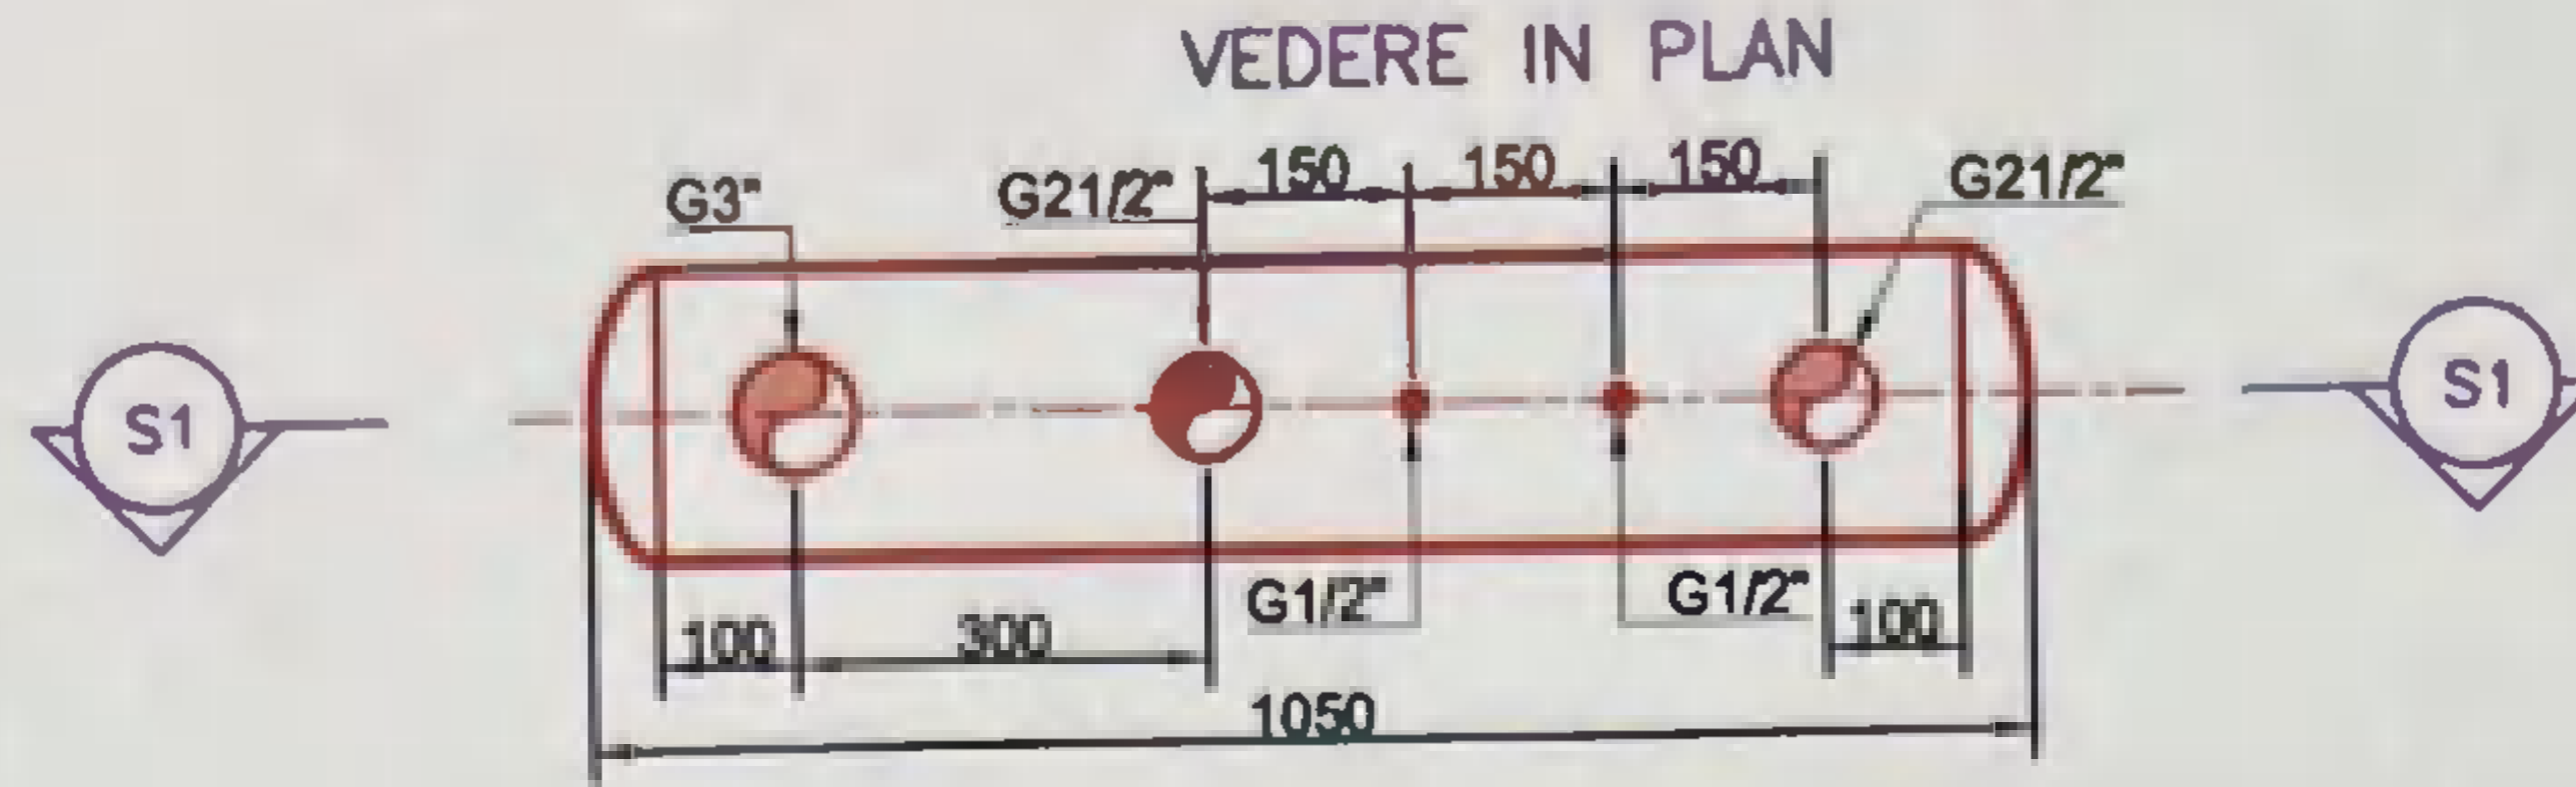 VEDERE IN PLAN
150 150 150
G3" G21/2" G21/2"
S1 S1
G1/2" G1/2"
100 300 100
1050